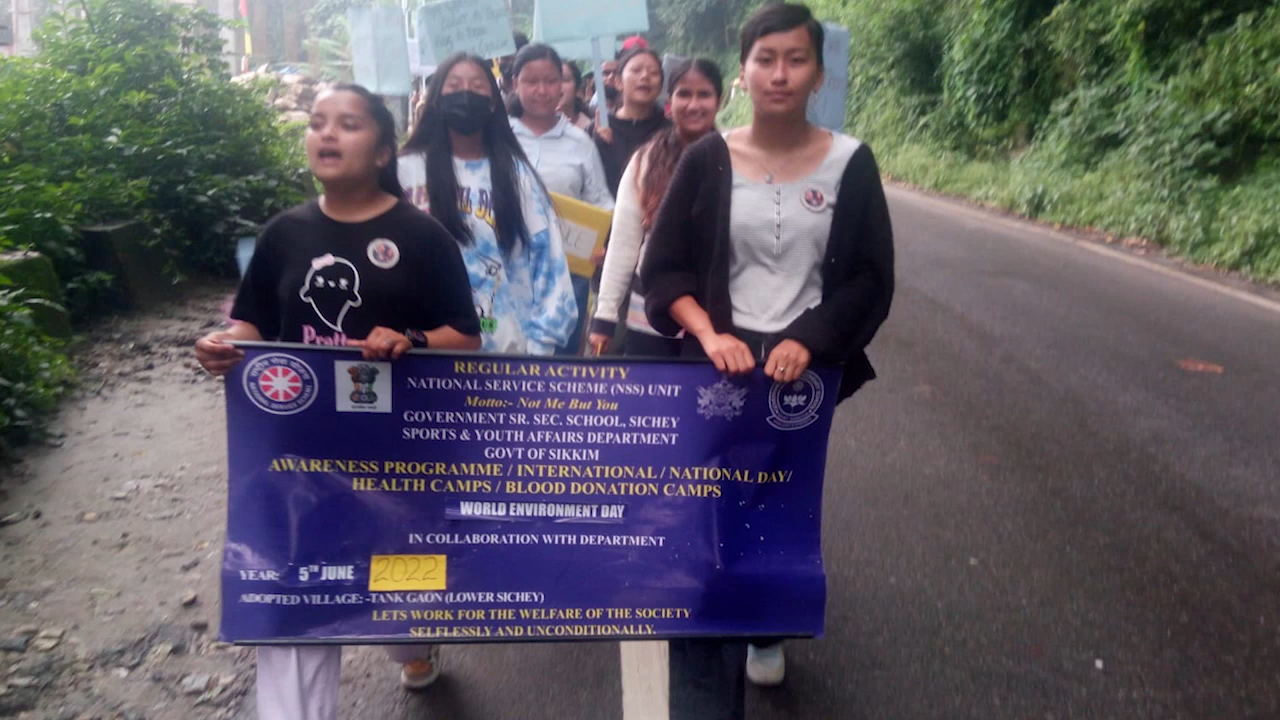 REGULAR ACTIVITY
NATIONAL SERVICE SCHEME (NSS) UNIT
Motto:- Not Me But You
GOVERNMENT SR. SEC. SCHOOL, SICHEY
SPORTS & YOUTH AFFAIRS DEPARTMENT
GOVT OF SIKKIM
AWARENESS PROGRAMME / INTERNATIONAL / NATIONAL DAY/
HEALTH CAMPS / BLOOD DONATION CAMPS
WORLD ENVIRONMENT DAY
IN COLLABORATION WITH DEPARTMENT
YEAR: 5TH JUNE 2022
ADOPTED VILLAGE: -TANK GAON (LOWER SICHEY)
LETS WORK FOR THE WELFARE OF THE SOCIETY
SELFLESSLY AND UNCONDITIONALLY.